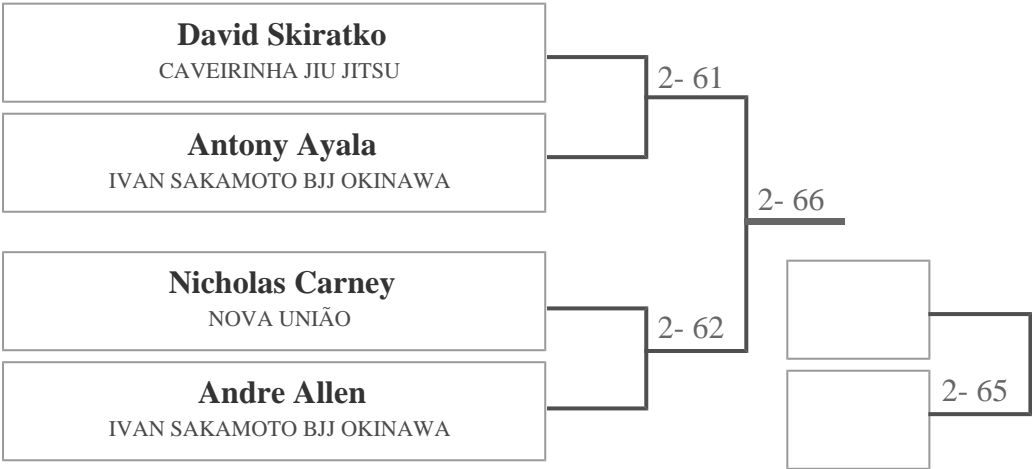 David Skiratko
CAVEIRINHA JIU JITSU
2- 61
Antony Ayala
IVAN SAKAMOTO BJJ OKINAWA
2- 66
Nicholas Carney
NOVA UNIÃO
2- 62
Andre Allen
IVAN SAKAMOTO BJJ OKINAWA
2- 65